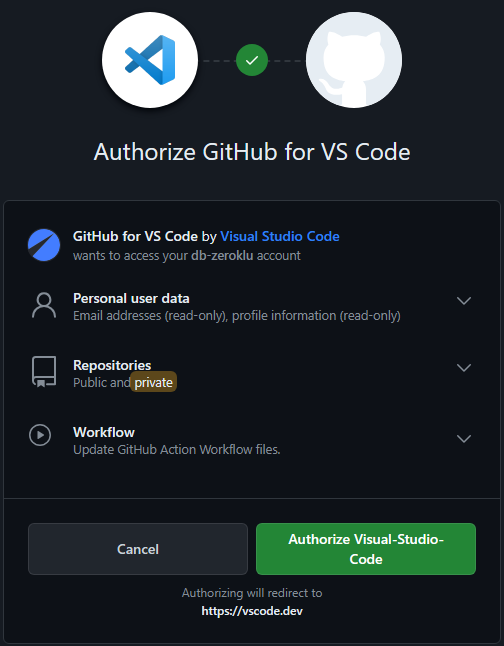 Authorize GitHub for VS Code
GitHub for VS Code by Visual Studio Code
wants to access your db-zeroklu account
Personal user data
Email addresses (read-only), profile information (read-only)
Repositories
Public and private
Workflow
Update GitHub Action Workflow files.
Cancel
Authorize Visual-Studio-
Code
Authorizing will redirect to
https://vscode.dev